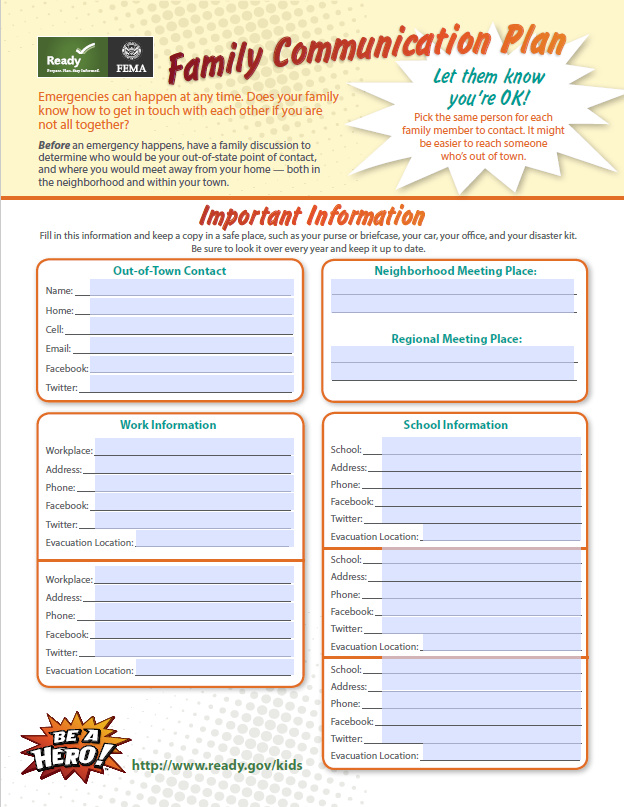 Family Communication Plan
Ready
Prepare. Plan. Stay Informed.
FEMA
Let them know
you're OK!
Pick the same person for each
family member to contact. It might
be easier to reach someone
who's out of town.
Emergencies can happen at any time. Does your family
know how to get in touch with each other if you are
not all together?
Before an emergency happens, have a family discussion to
determine who would be your out-of-state point of contact,
and where you would meet away from your home — both in
the neighborhood and within your town.
Important Information
Fill in this information and keep a copy in a safe place, such as your purse or briefcase, your car, your office, and your disaster kit.
Be sure to look it over every year and keep it up to date.
Out-of-Town Contact
Name:
Home:
Cell:
Email:
Facebook:
Twitter:
Neighborhood Meeting Place:
Regional Meeting Place:
Work Information
Workplace:
Address:
Phone:
Facebook:
Twitter:
Evacuation Location:
Workplace:
Address:
Phone:
Facebook:
Twitter:
Evacuation Location:
School Information
School:
Address:
Phone:
Facebook:
Twitter:
Evacuation Location:
School:
Address:
Phone:
Facebook:
Twitter:
Evacuation Location:
School:
Address:
Phone:
Facebook:
Twitter:
Evacuation Location:
BE A
HERO!
http://www.ready.gov/kids